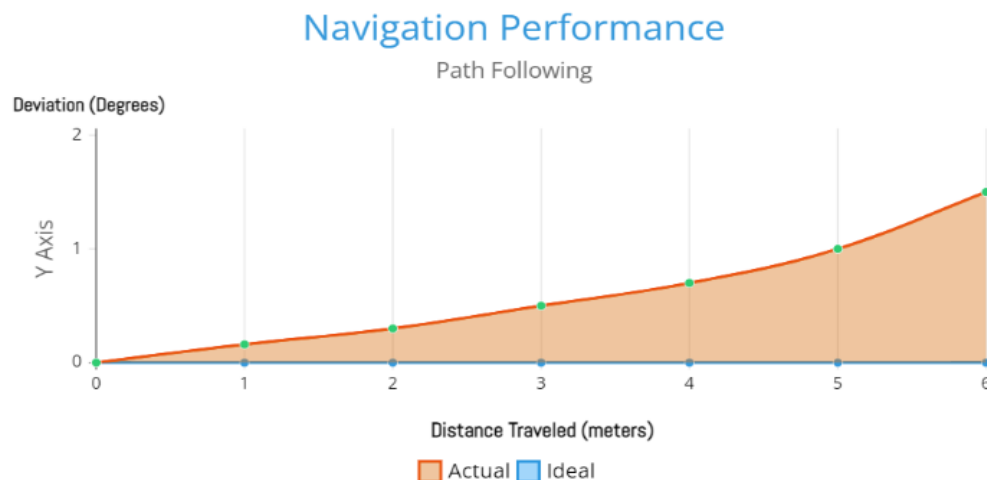 Navigation Performance
Path Following
Deviation (Degrees)
2
1
0
Y Axis
0 1 2 3 4 5 6
Distance Traveled (meters)
Actual Ideal